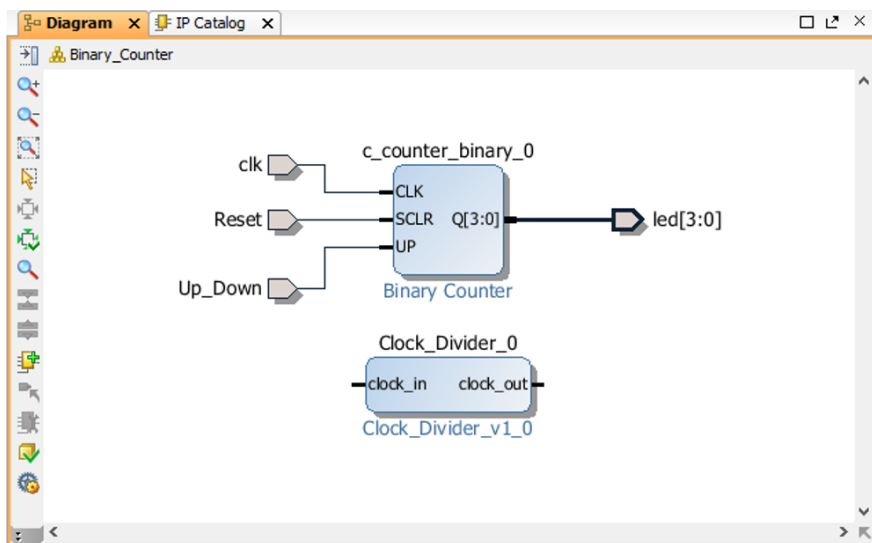 Diagram
IP Catalog
Binary_Counter
c_counter_binary_0
clk
CLK
Reset
SCLR
Q[3:0]
led[3:0]
UP
Up_Down
Binary Counter
Clock_Divider_0
clock_in
clock_out
Clock_Divider_v1_0